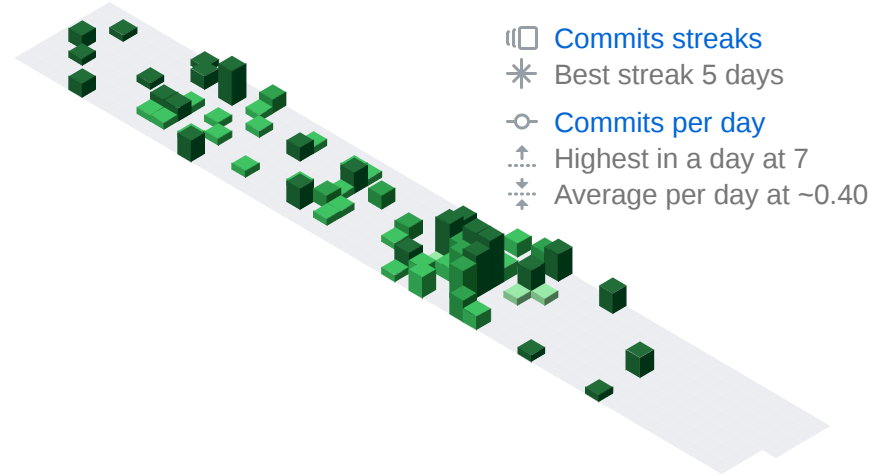 Commits streaks
Best streak 5 days
Commits per day
Highest in a day at 7
Average per day at ~0.40